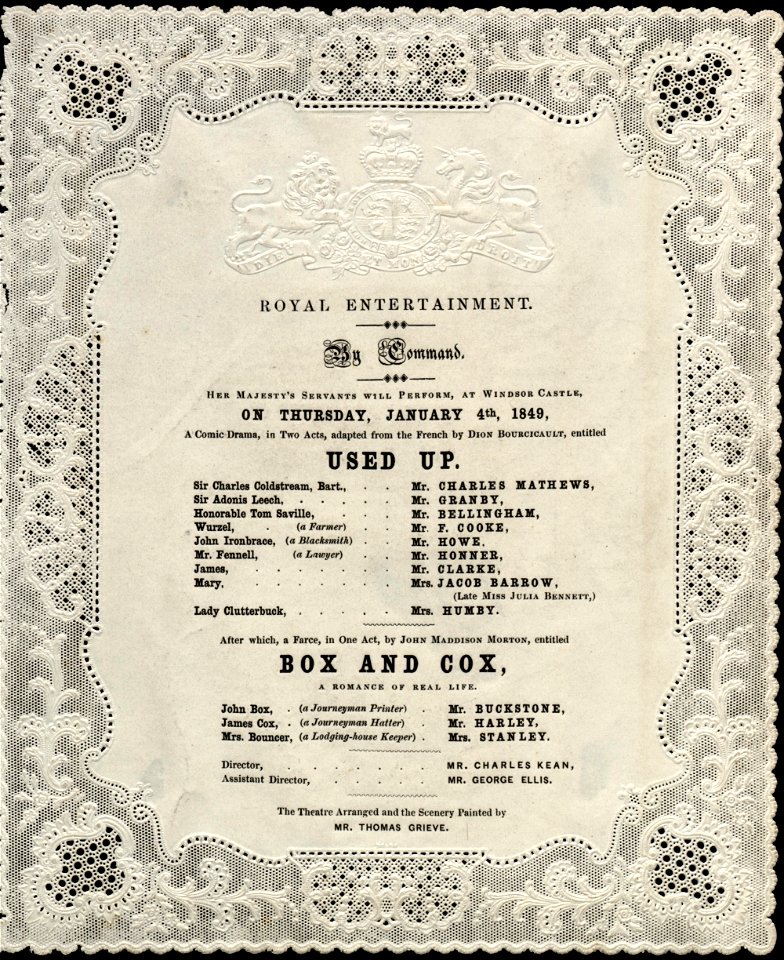 DIEU ET MON DROIT
ROYAL ENTERTAINMENT.
By Command.
HER MAJESTY'S SERVANTS WILL PERFORM, AT WINDSOR CASTLE,
ON THURSDAY, JANUARY 4th, 1849,
A Comic Drama, in Two Acts, adapted from the French by DION BOURCICAULT, entitled
USED UP.
Sir Charles Coldstream, Bart., . . Mr. CHARLES MATHEWS,
Sir Adonis Leech, . . . . . Mr. GRANBY,
Honorable Tom Saville, . . . Mr. BELLINGHAM,
Wurzel, . (a Farmer) . . Mr. F. COOKE,
John Ironbrace, (a Blacksmith) . . Mr. HOWE.
Mr. Fennell, (a Lawyer) . . Mr. HONNER,
James, . . . . . . . Mr. CLARKE,
Mary, . . . . . . . Mrs. JACOB BARROW,
(Late MISS JULIA BENNETT,)
Lady Clutterbuck, . . . . . Mrs. HUMBY.
After which, a Farce, in One Act, by JOHN MADDISON MORTON, entitled
BOX AND COX,
A ROMANCE OF REAL LIFE.
John Box, . (a Journeyman Printer) . Mr. BUCKSTONE,
James Cox, . (a Journeyman Hatter) . Mr. HARLEY,
Mrs. Bouncer, (a Lodging-house Keeper) . Mrs. STANLEY.
Director, . . . . . . MR. CHARLES KEAN,
Assistant Director, . . . . . MR. GEORGE ELLIS.
The Theatre Arranged and the Scenery Painted by
MR. THOMAS GRIEVE.